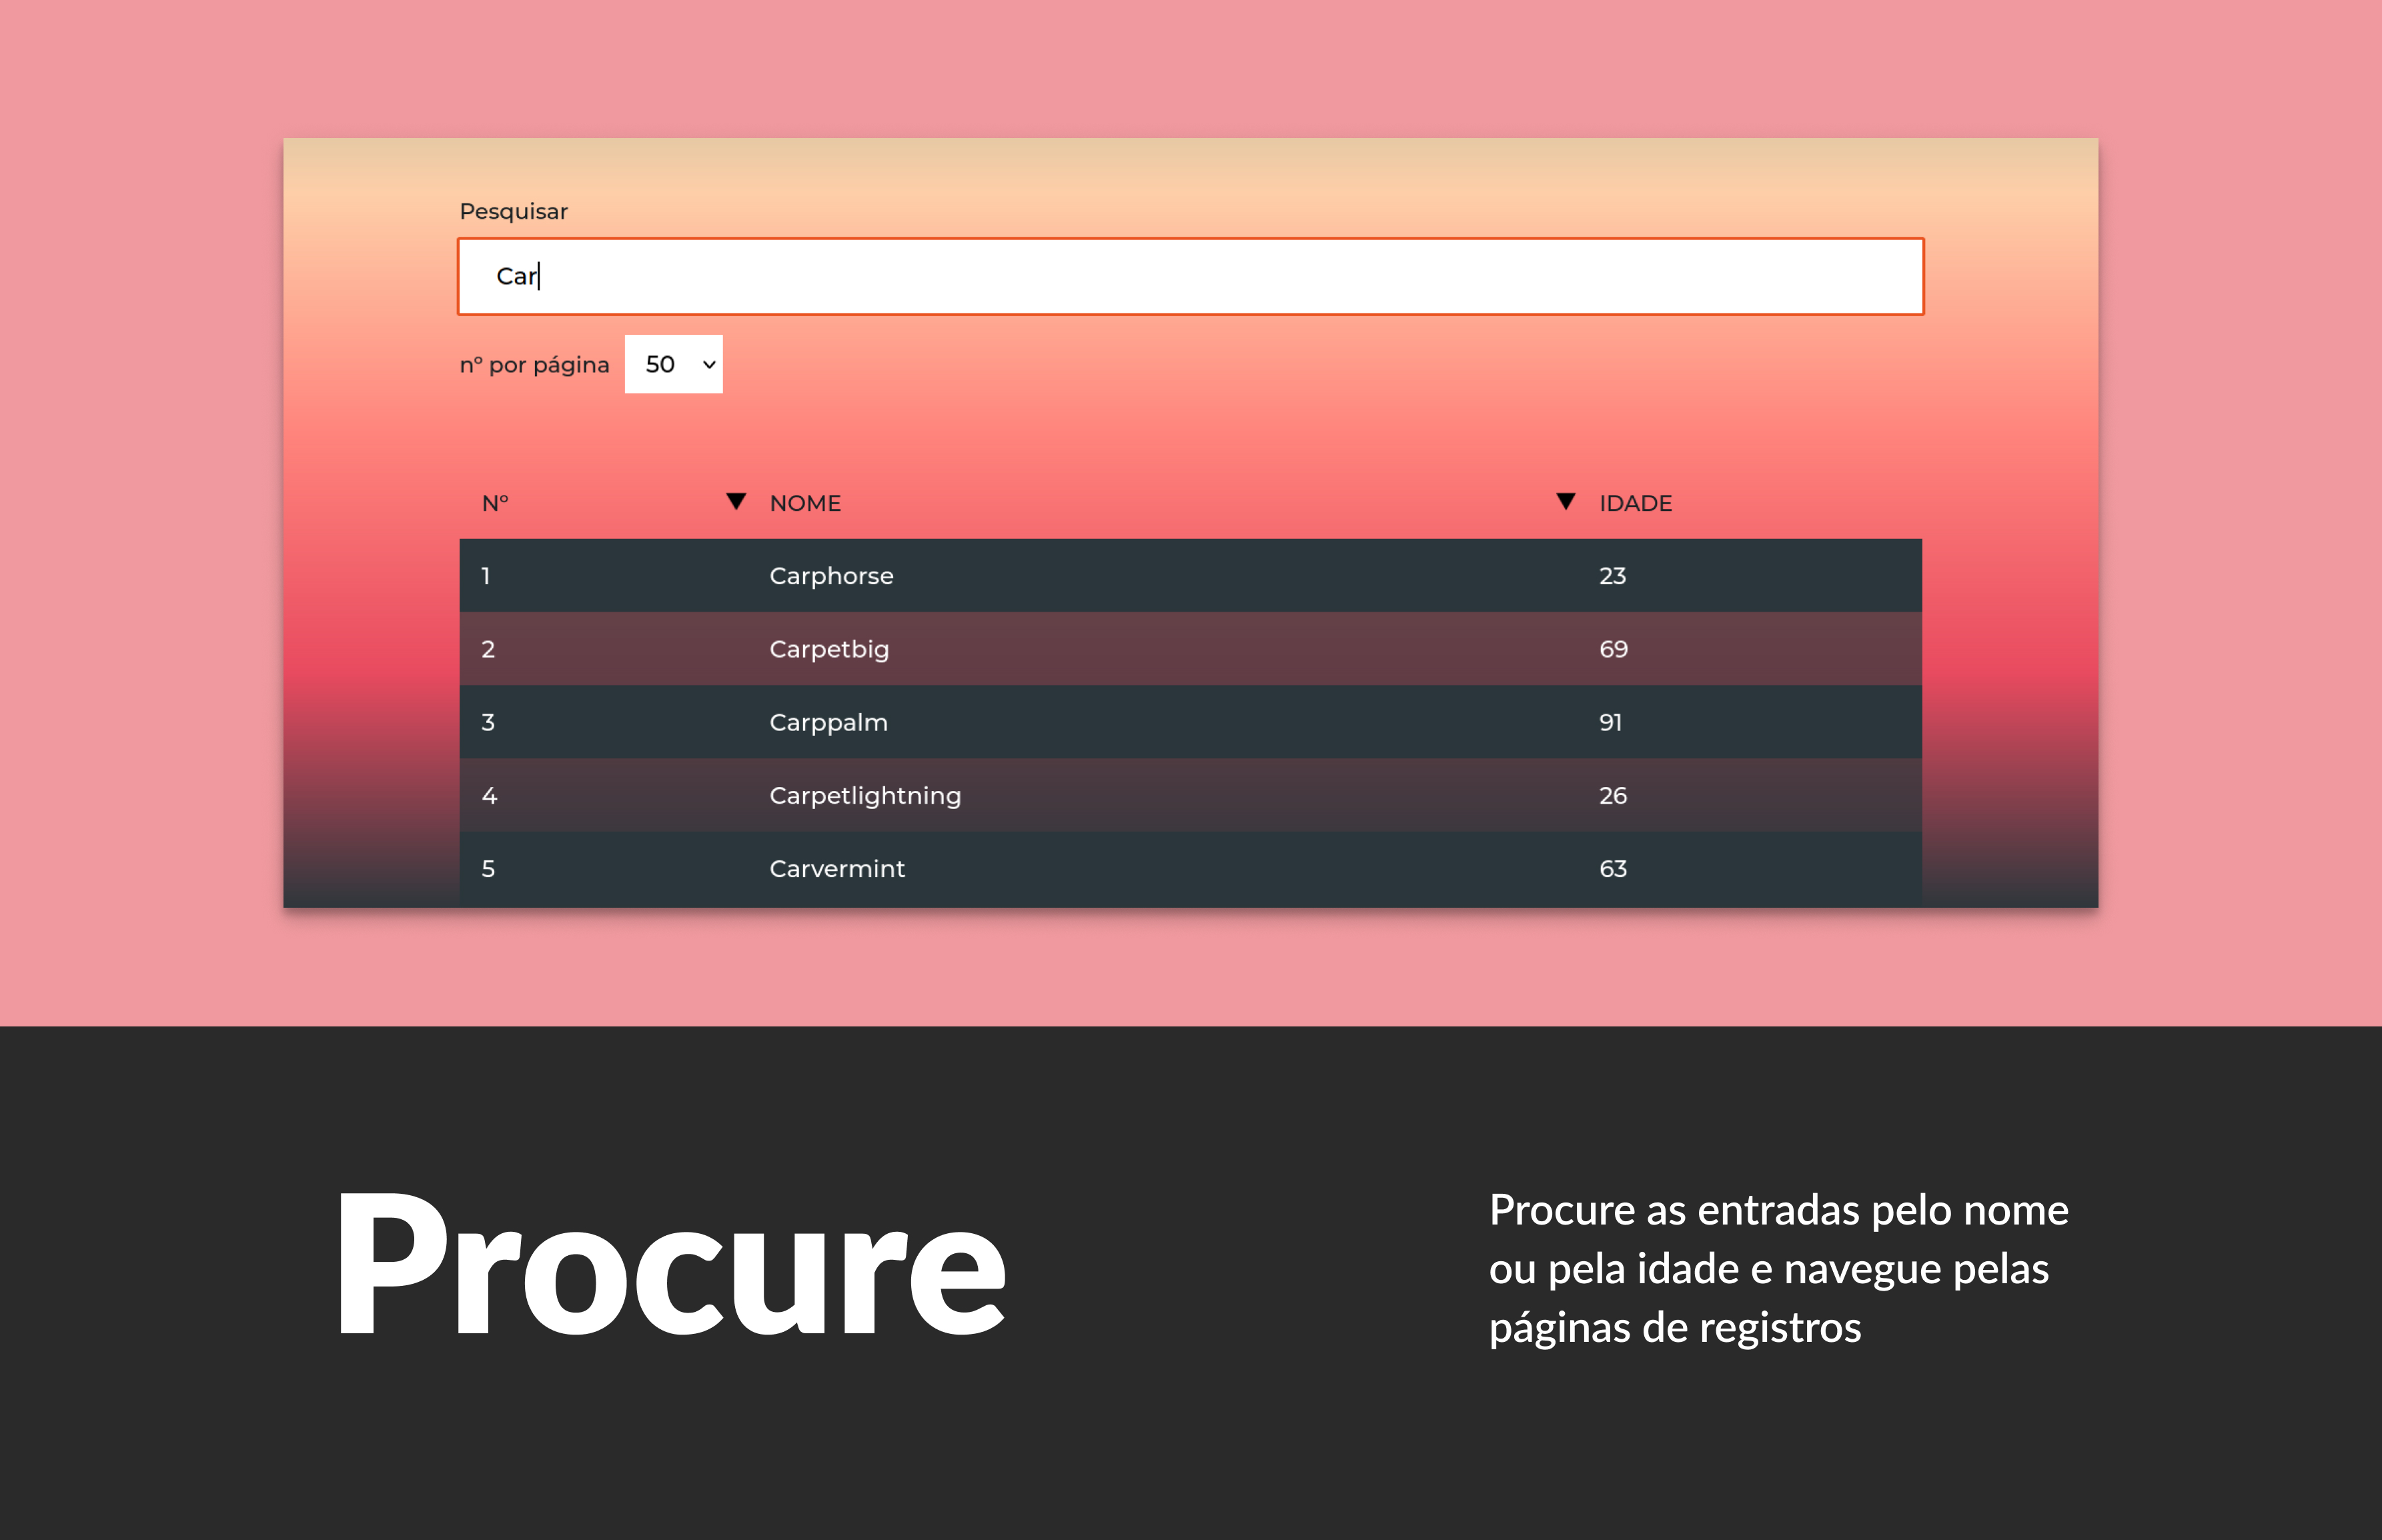 Pesquisar
Car
nº por página 50
Nº NOME IDADE
1 Carphorse 23
2 Carpetbig 69
3 Carppalm 91
4 Carpetlightning 26
5 Carvermint 63
Procure
Procure as entradas pelo nome
ou pela idade e navegue pelas
páginas de registros